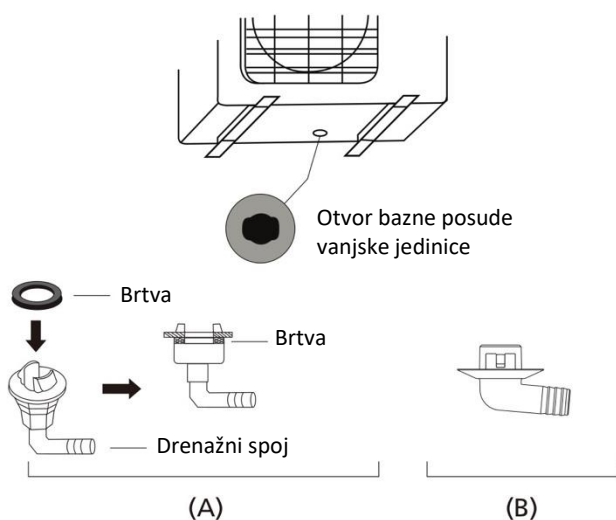 Otvor bazne posude
vanjske jedinice
Brtva
Brtva
Drenažni spoj
(A)
(B)